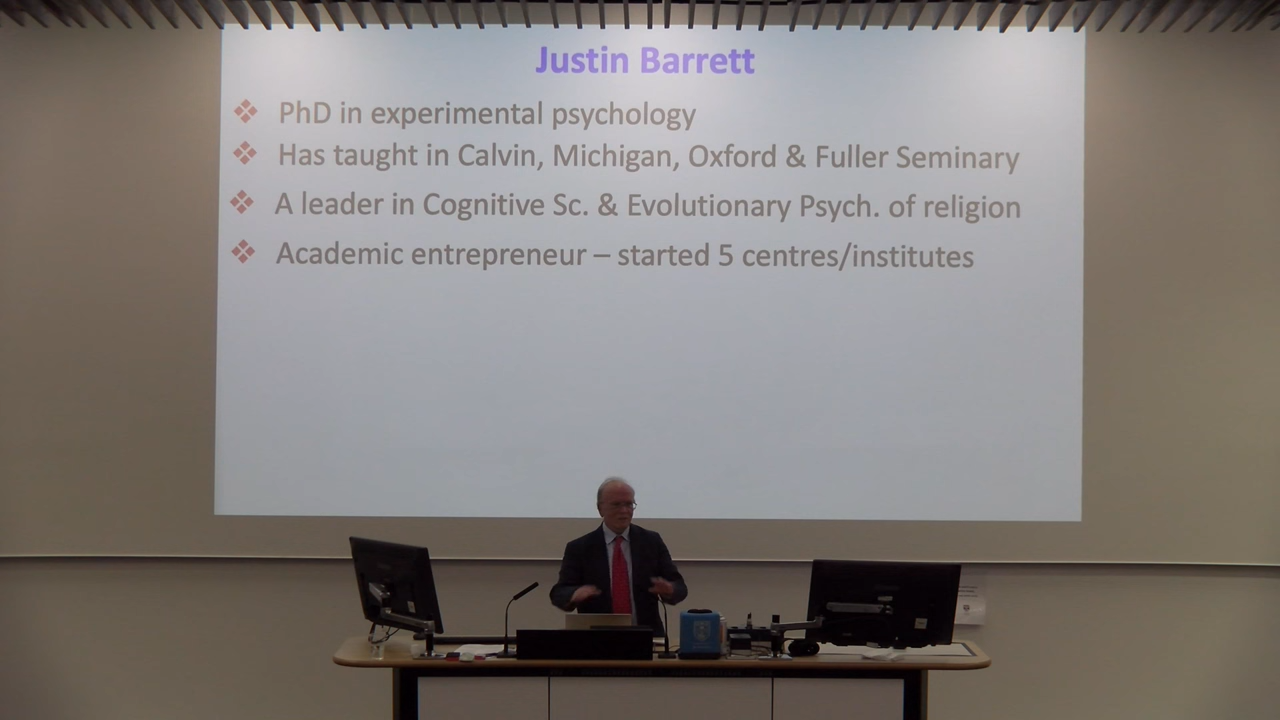 Justin Barrett
PhD in experimental psychology
Has taught in Calvin, Michigan, Oxford & Fuller Seminary
A leader in Cognitive Sc. & Evolutionary Psych. of religion
Academic entrepreneur – started 5 centres/institutes